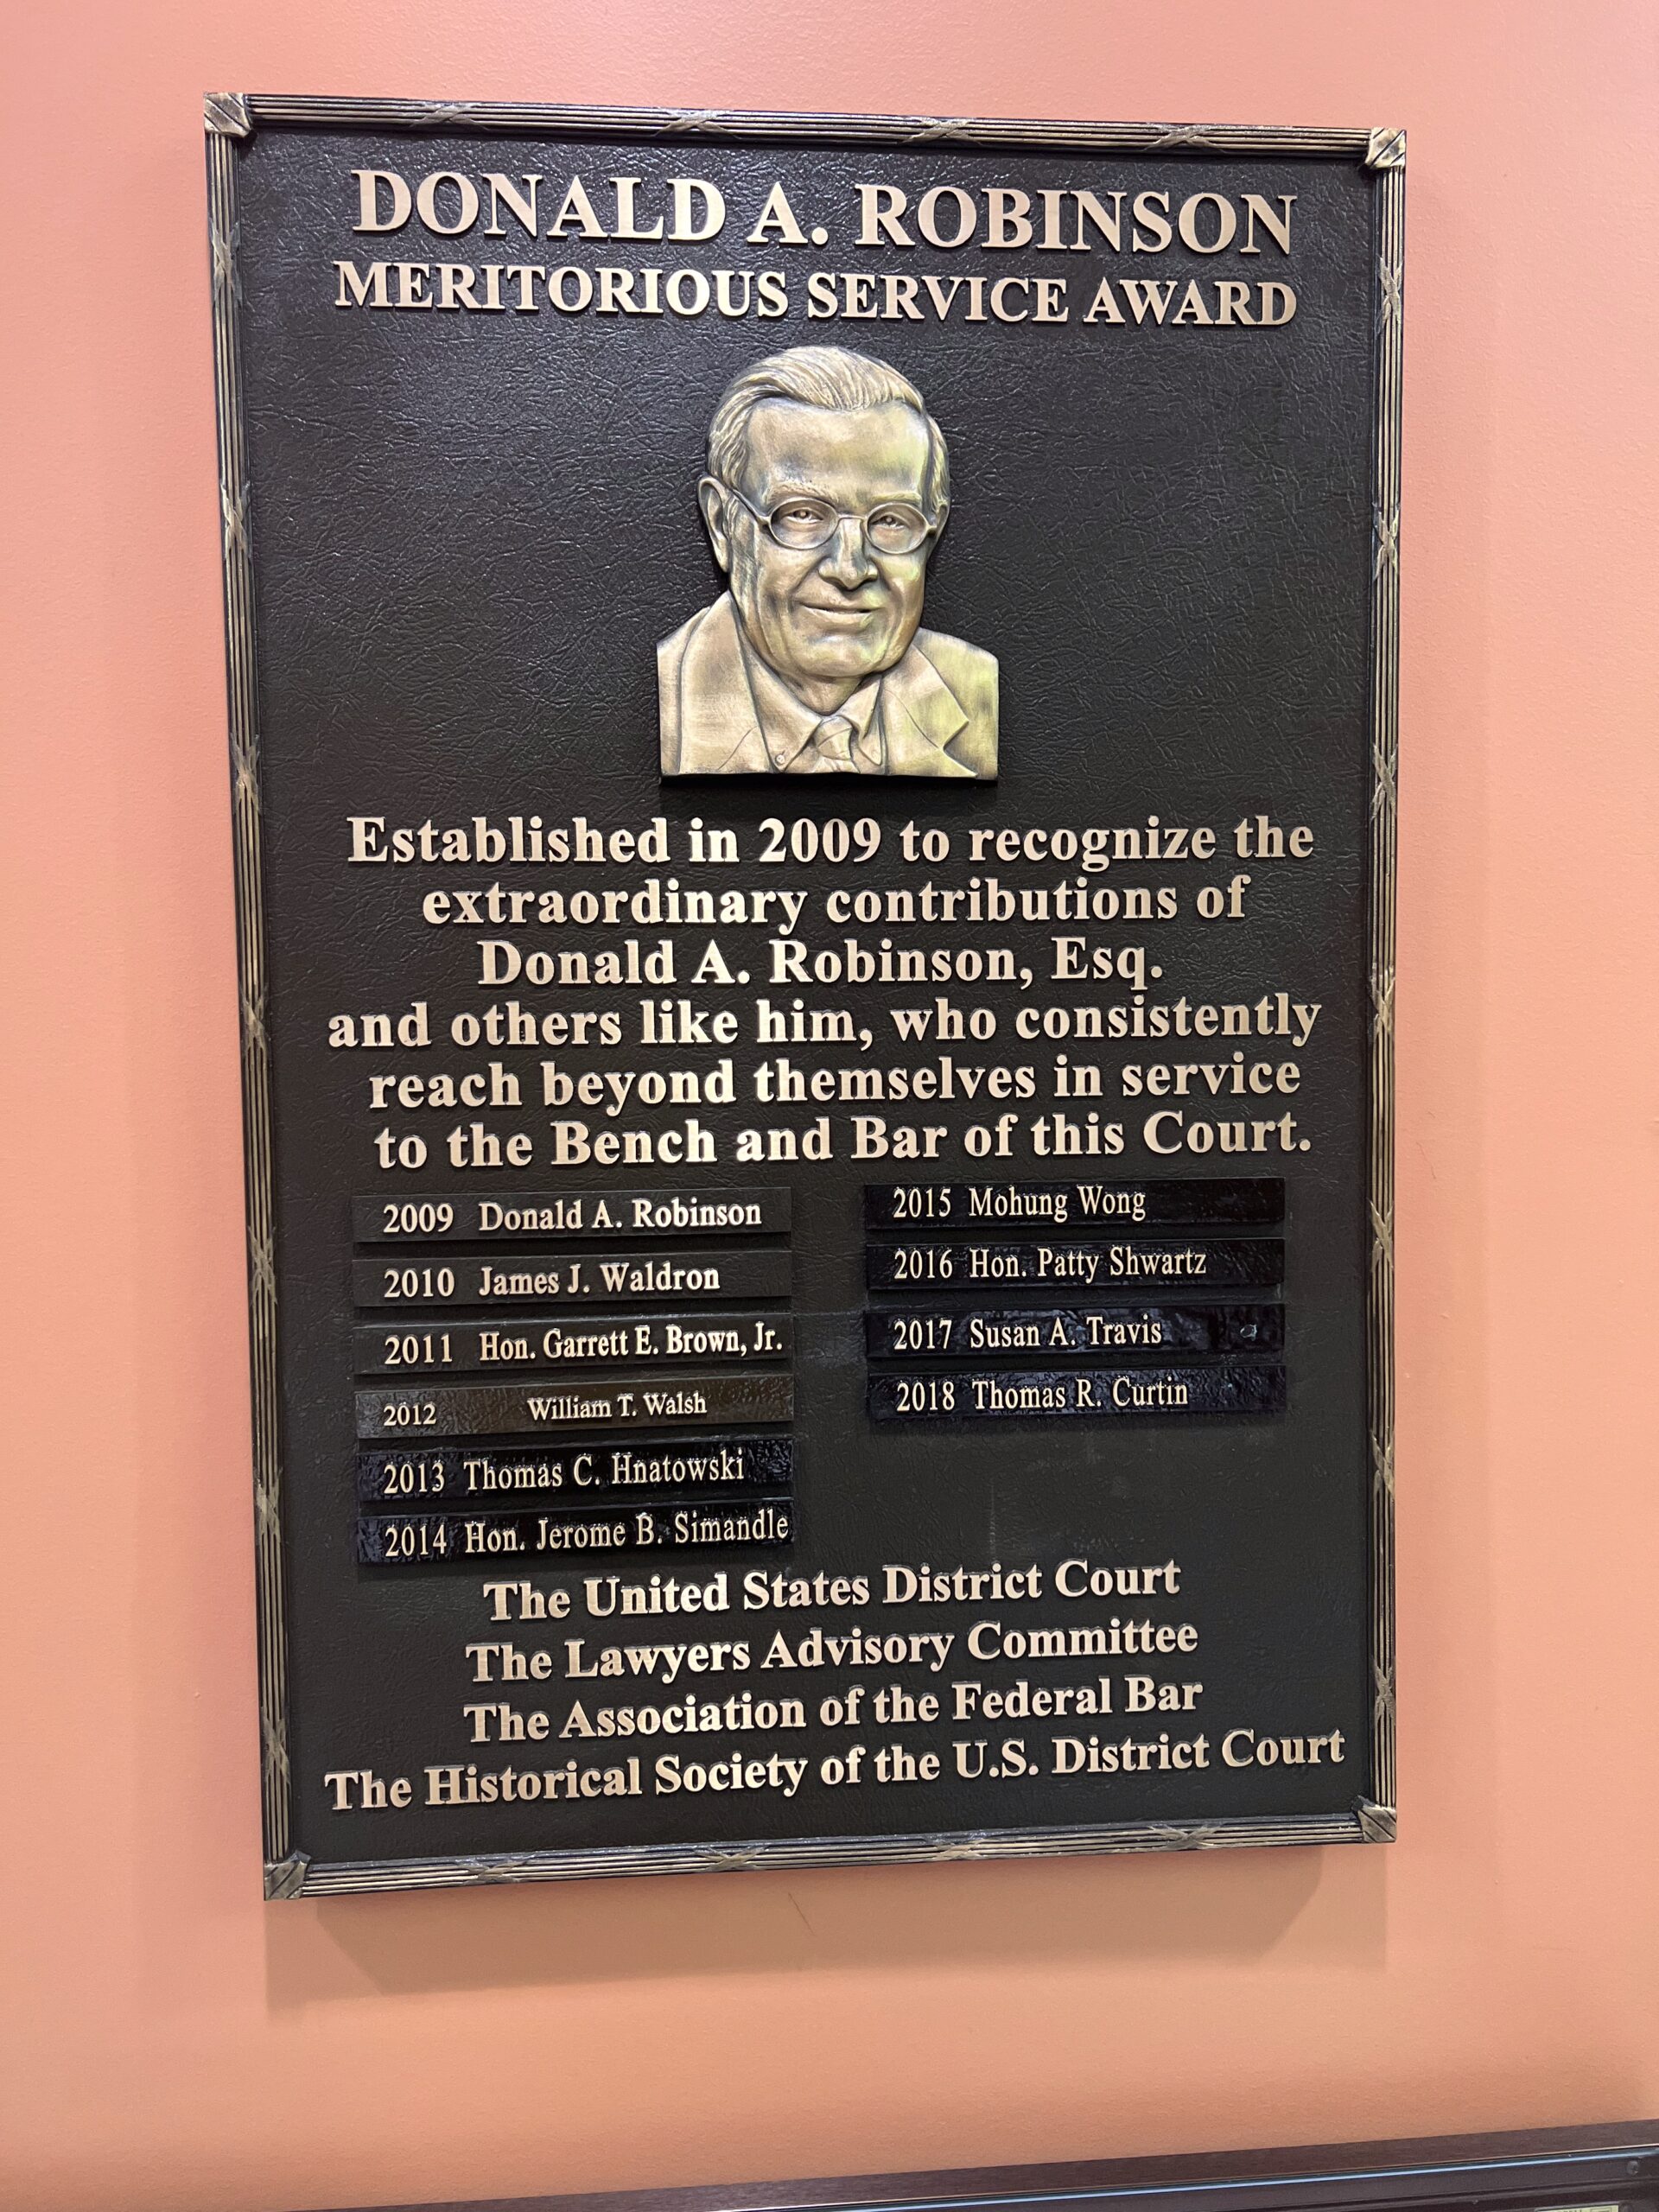 DONALD A. ROBINSON
MERITORIOUS SERVICE AWARD
Established in 2009 to recognize the
extraordinary contributions of
Donald A. Robinson, Esq.
and others like him, who consistently
reach beyond themselves in service
to the Bench and Bar of this Court.
2009 Donald A. Robinson
2010 James J. Waldron
2011 Hon. Garrett E. Brown, Jr.
2012 William T. Walsh
2013 Thomas C. Hnatowski
2014 Hon. Jerome B. Simandle
2015 Mohung Wong
2016 Hon. Patty Shwartz
2017 Susan A. Travis
2018 Thomas R. Curtin
The United States District Court
The Lawyers Advisory Committee
The Association of the Federal Bar
The Historical Society of the U.S. District Court